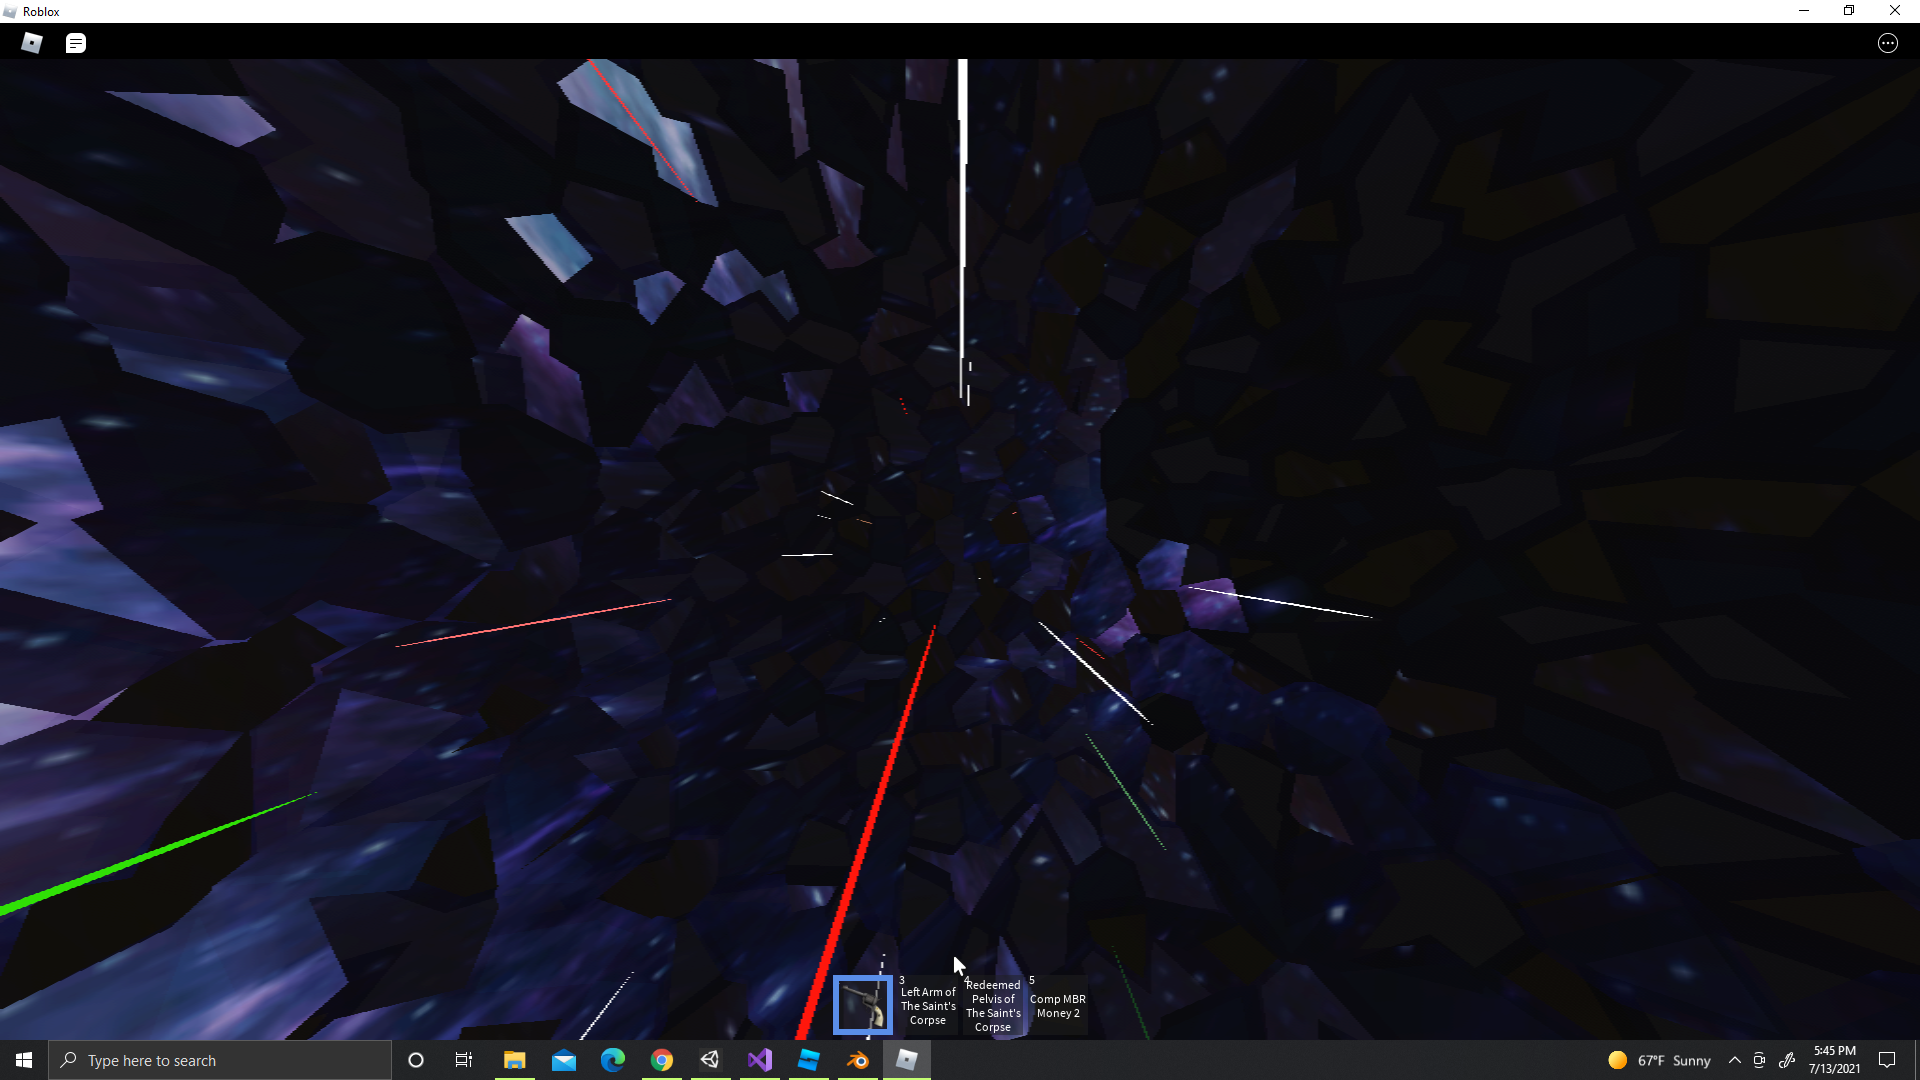 Roblox
3
Left Arm of
The Saint's
Corpse
4
Redeemed
Pelvis of
The Saint's
Corpse
5
Comp MBR
Money 2
Type here to search
67°F Sunny
5:45 PM
7/13/2021